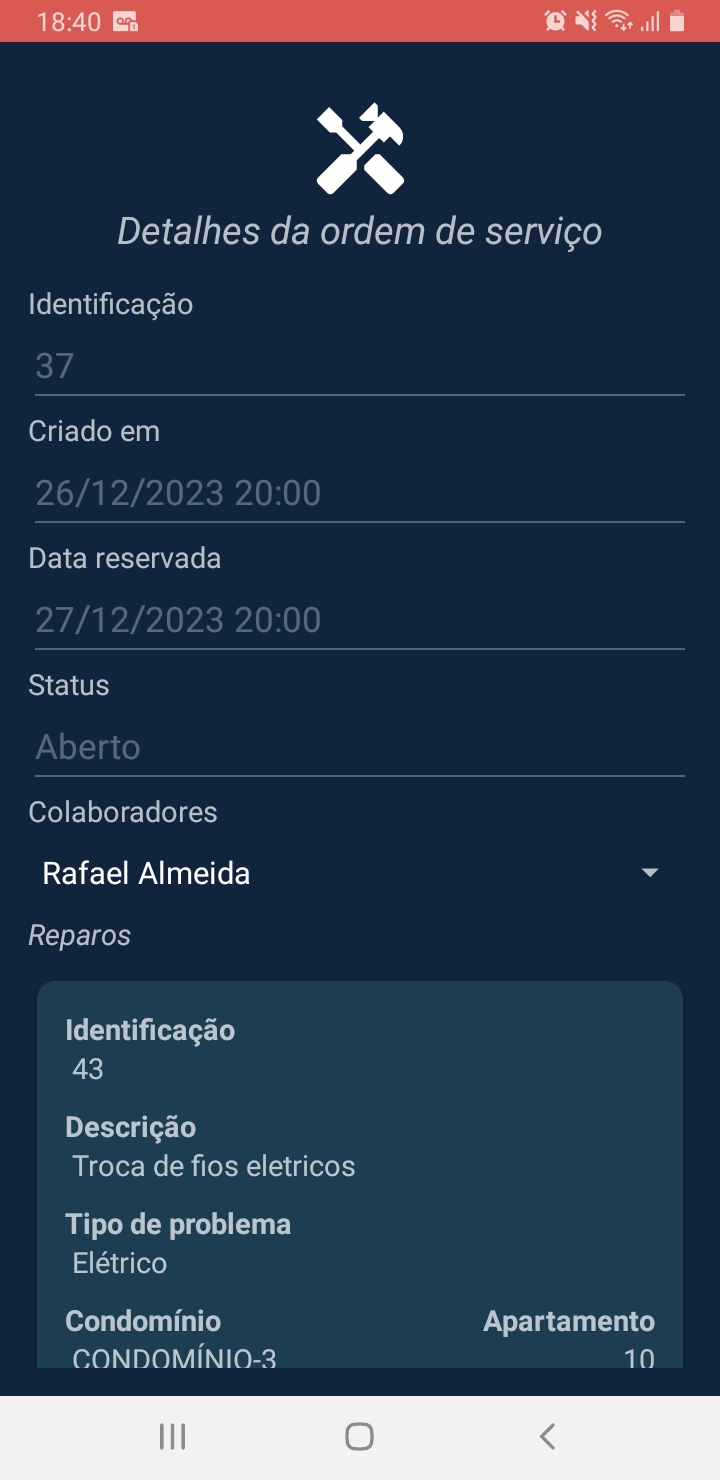 18:40
Detalhes da ordem de serviço
Identificação
37
Criado em
26/12/2023 20:00
Data reservada
27/12/2023 20:00
Status
Aberto
Colaboradores
Rafael Almeida
Reparos
Identificação
43
Descrição
Troca de fios eletricos
Tipo de problema
Elétrico
Condomínio Apartamento
CONDOMÍNIO-3 10